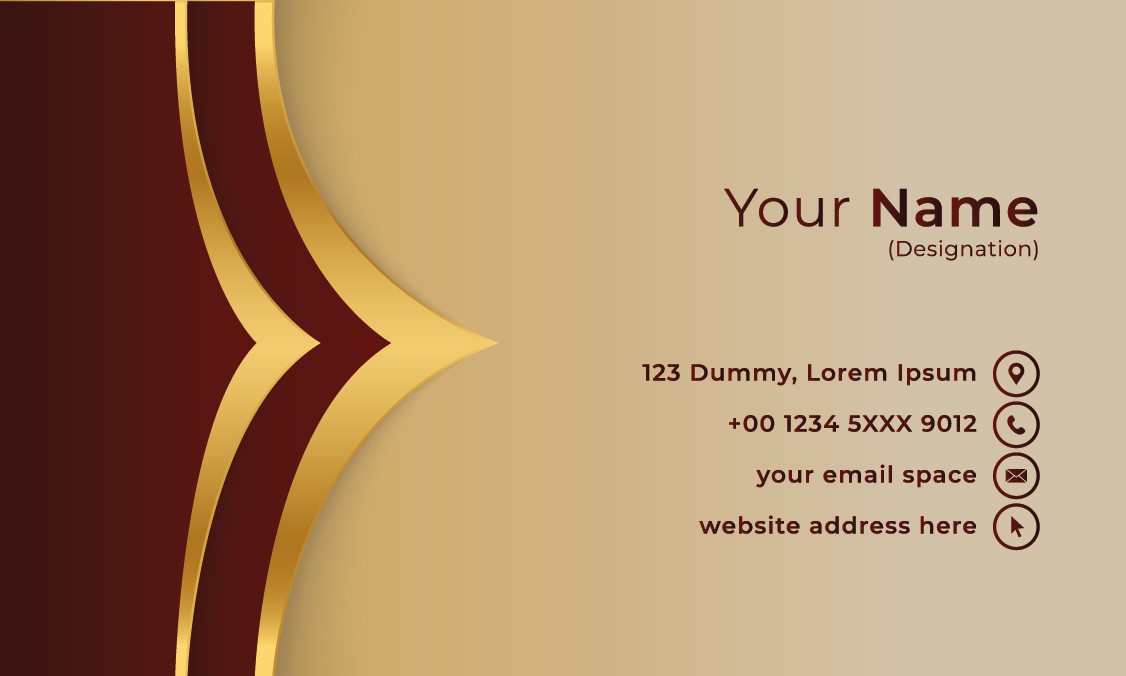 Your Name
(Designation)
123 Dummy, Lorem Ipsum
+00 1234 5XXX 9012
your email space
website address here